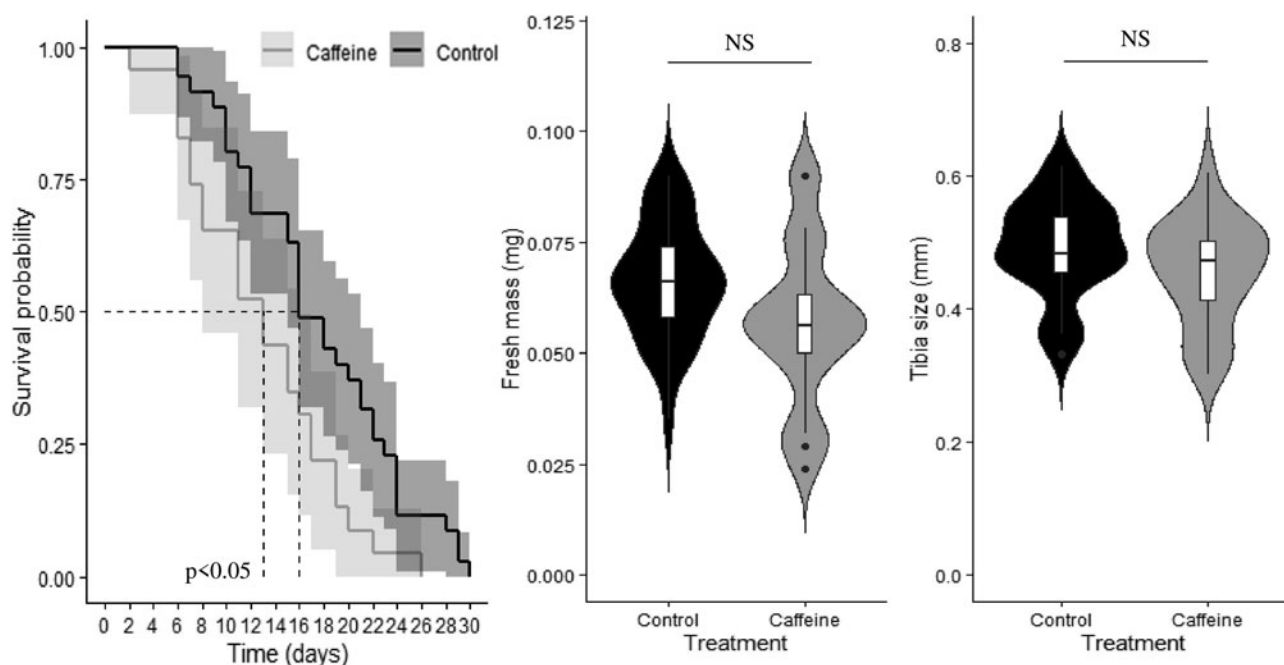 Survival probability
1.00
0.75
0.50
0.25
0.00
Caffeine Control
p<0.05
0 2 4 6 8 10 12 14 16 18 20 22 24 26 28 30
Time (days)
Fresh mass (mg)
0.125
0.100
0.075
0.050
0.025
0.000
NS
Control Caffeine
Treatment
Tibia size (mm)
0.8
0.6
0.4
0.2
0.0
NS
Control Caffeine
Treatment